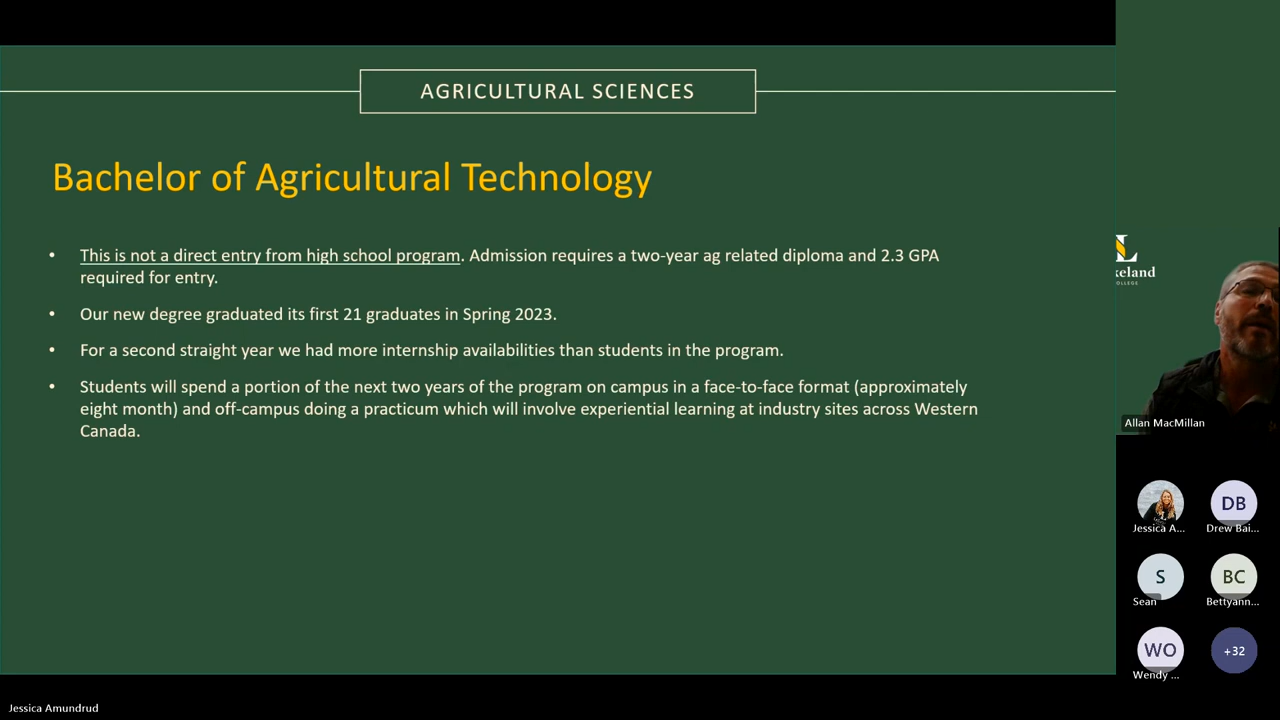 AGRICULTURAL SCIENCES
Bachelor of Agricultural Technology
• This is not a direct entry from high school program. Admission requires a two-year ag related diploma and 2.3 GPA
required for entry.
• Our new degree graduated its first 21 graduates in Spring 2023.
• For a second straight year we had more internship availabilities than students in the program.
• Students will spend a portion of the next two years of the program on campus in a face-to-face format (approximately
eight month) and off-campus doing a practicum which will involve experiential learning at industry sites across Western
Canada.
L
keland
OLLEGE
Allan MacMillan
Jessica A...
DB
Drew Bai...
S
Sean
BC
Bettyann...
WO
Wendy ...
+32
Jessica Amundrud